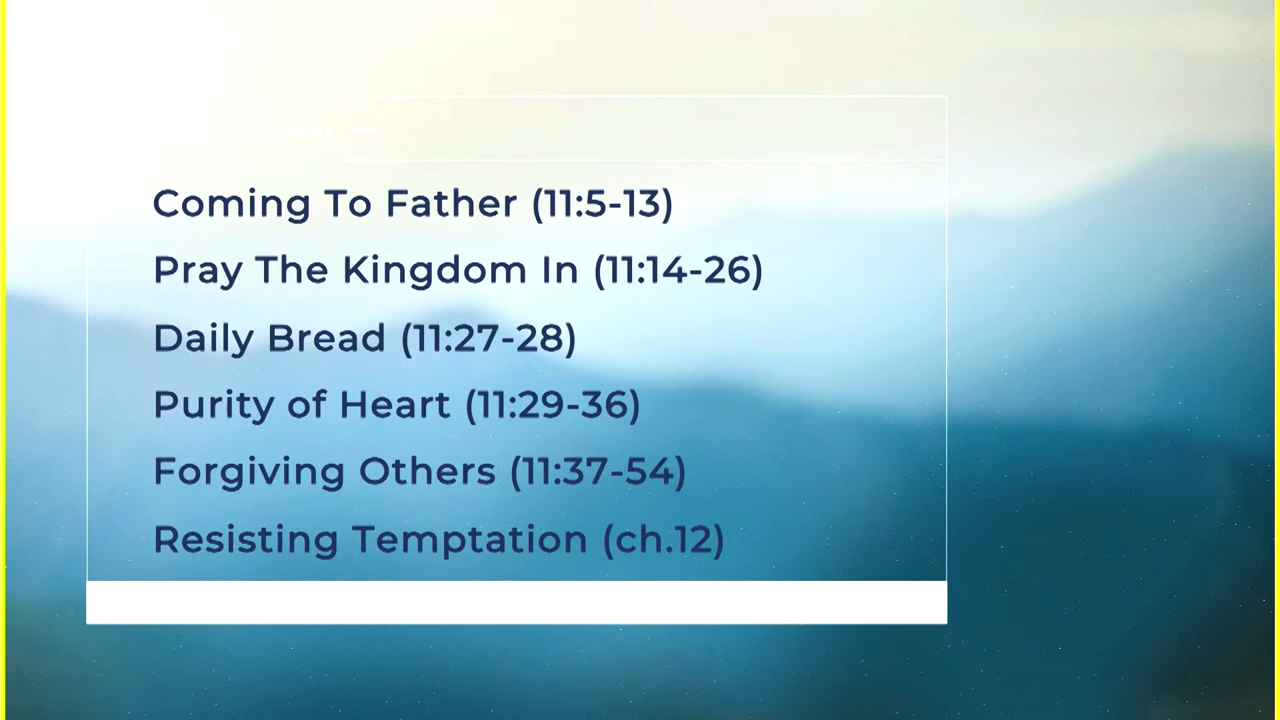 Coming To Father (11:5-13)
Pray The Kingdom In (11:14-26)
Daily Bread (11:27-28)
Purity of Heart (11:29-36)
Forgiving Others (11:37-54)
Resisting Temptation (ch.12)